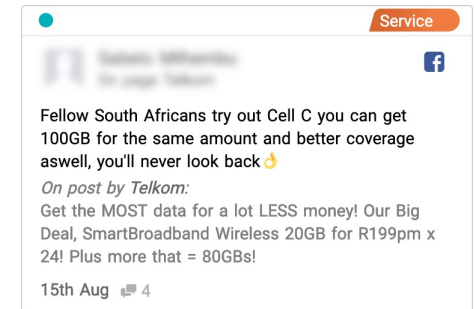 Service
Fellow South Africans try out Cell C you can get
100GB for the same amount and better coverage
aswell, you'll never look back👌
On post by Telkom:
Get the MOST data for a lot LESS money! Our Big
Deal, SmartBroadband Wireless 20GB for R199pm x
24! Plus more that = 80GBs!
15th Aug 4